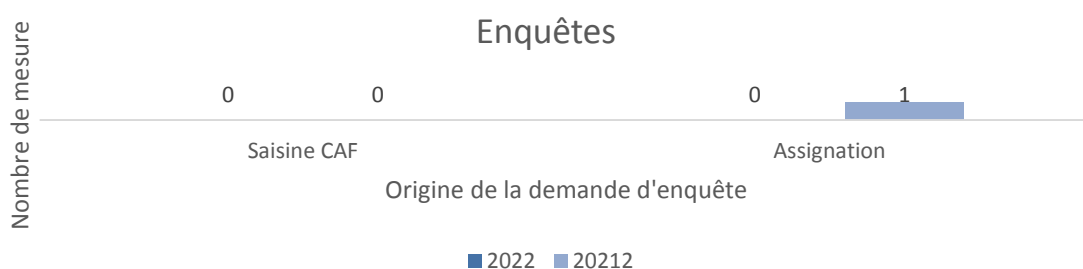 Enquêtes
Nombre de mesure
0 0 0 1
Saisine CAF Assignation
Origine de la demande d'enquête
2022 20212